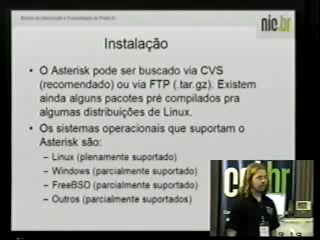 nic.br
Instalação
• O Asterisk pode ser buscado via CVS
(recomendado) ou via FTP (.tar.gz). Existem
ainda alguns pacotes pré compilados pra
algumas distribuições de Linux.
• Os sistemas operacionais que suportam o
Asterisk são:
• Linux (plenamente suportado)
• Windows (parcialmente suportado)
• FreeBSD (parcialmente suportado)
• Outros (parcialmente suportados)